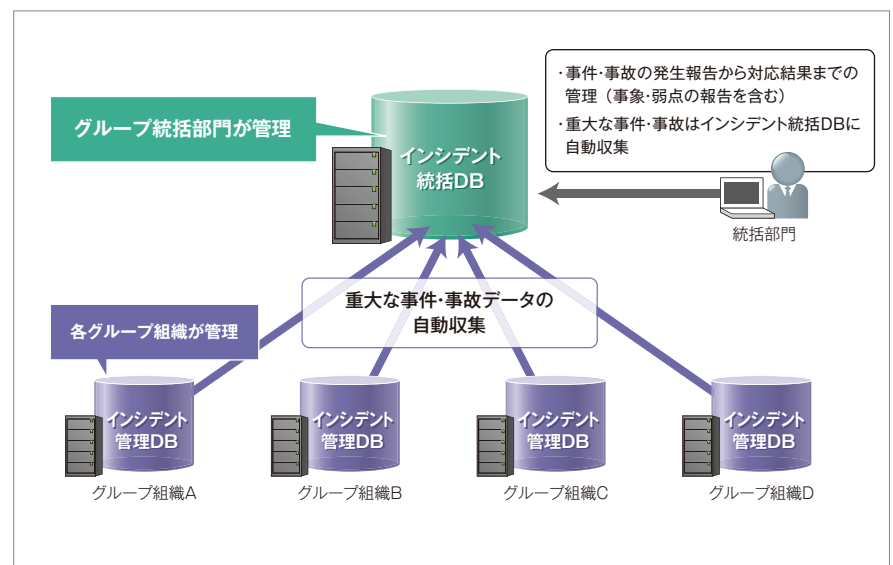 ・事件・事故の発生報告から対応結果までの
管理（事象・弱点の報告を含む）
・重大な事件・事故はインシデント統括DBに
自動収集
グループ統括部門が管理
インシデント
統括DB
統括部門
重大な事件・事故データの
自動収集
各グループ組織が管理
インシデント
管理DB
インシデント
管理DB
インシデント
管理DB
インシデント
管理DB
グループ組織A
グループ組織B
グループ組織C
グループ組織D